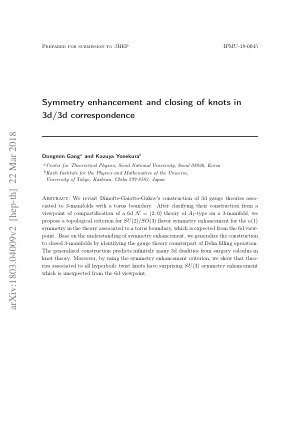 Prepared for submission to JHEP
IPMU-18-0045
Symmetry enhancement and closing of knots in
3d/3d correspondence
Dongmin Gangᵃ and Kazuya Yonekuraᵇ
ᵃCenter for Theoretical Physics, Seoul National University, Seoul 08826, Korea
ᵇKavli Institute for the Physics and Mathematics of the Universe,
University of Tokyo, Kashiwa, Chiba 277-8583, Japan
Abstract: We revisit Dimofte-Gaiotto-Gukov's construction of 3d gauge theories asso-
ciated to 3-manifolds with a torus boundary. After clarifying their construction from a
viewpoint of compactification of a 6d N = (2,0) theory of A₁-type on a 3-manifold, we
propose a topological criterion for SU(2)/SO(3) flavor symmetry enhancement for the u(1)
symmetry in the theory associated to a torus boundary, which is expected from the 6d view-
point. Base on the understanding of symmetry enhancement, we generalize the construction
to closed 3-manifolds by identifying the gauge theory counterpart of Dehn filling operation.
The generalized construction predicts infinitely many 3d dualities from surgery calculus in
knot theory. Moreover, by using the symmetry enhancement criterion, we show that theo-
ries associated to all hyperbolic twist knots have surprising SU(3) symmetry enhancement
which is unexpected from the 6d viewpoint.
arXiv:1803.04009v2 [hep-th] 22 Mar 2018